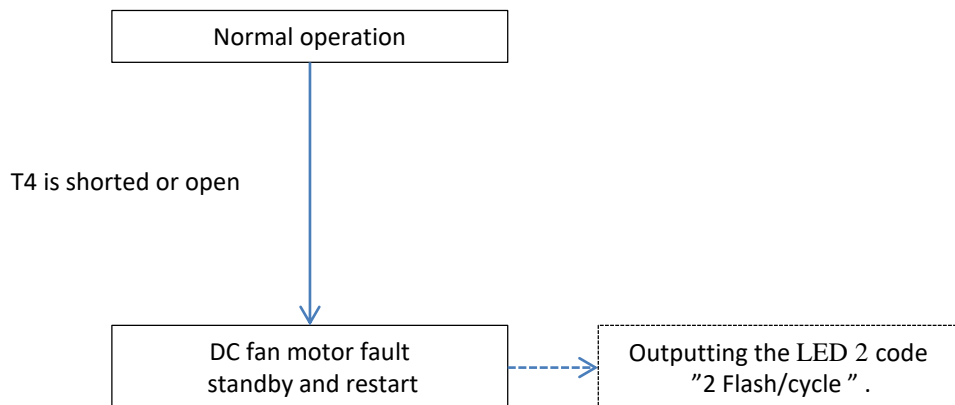 Normal operation
T4 is shorted or open
DC fan motor fault
standby and restart
Outputting the LED 2 code
”2 Flash/cycle ” .